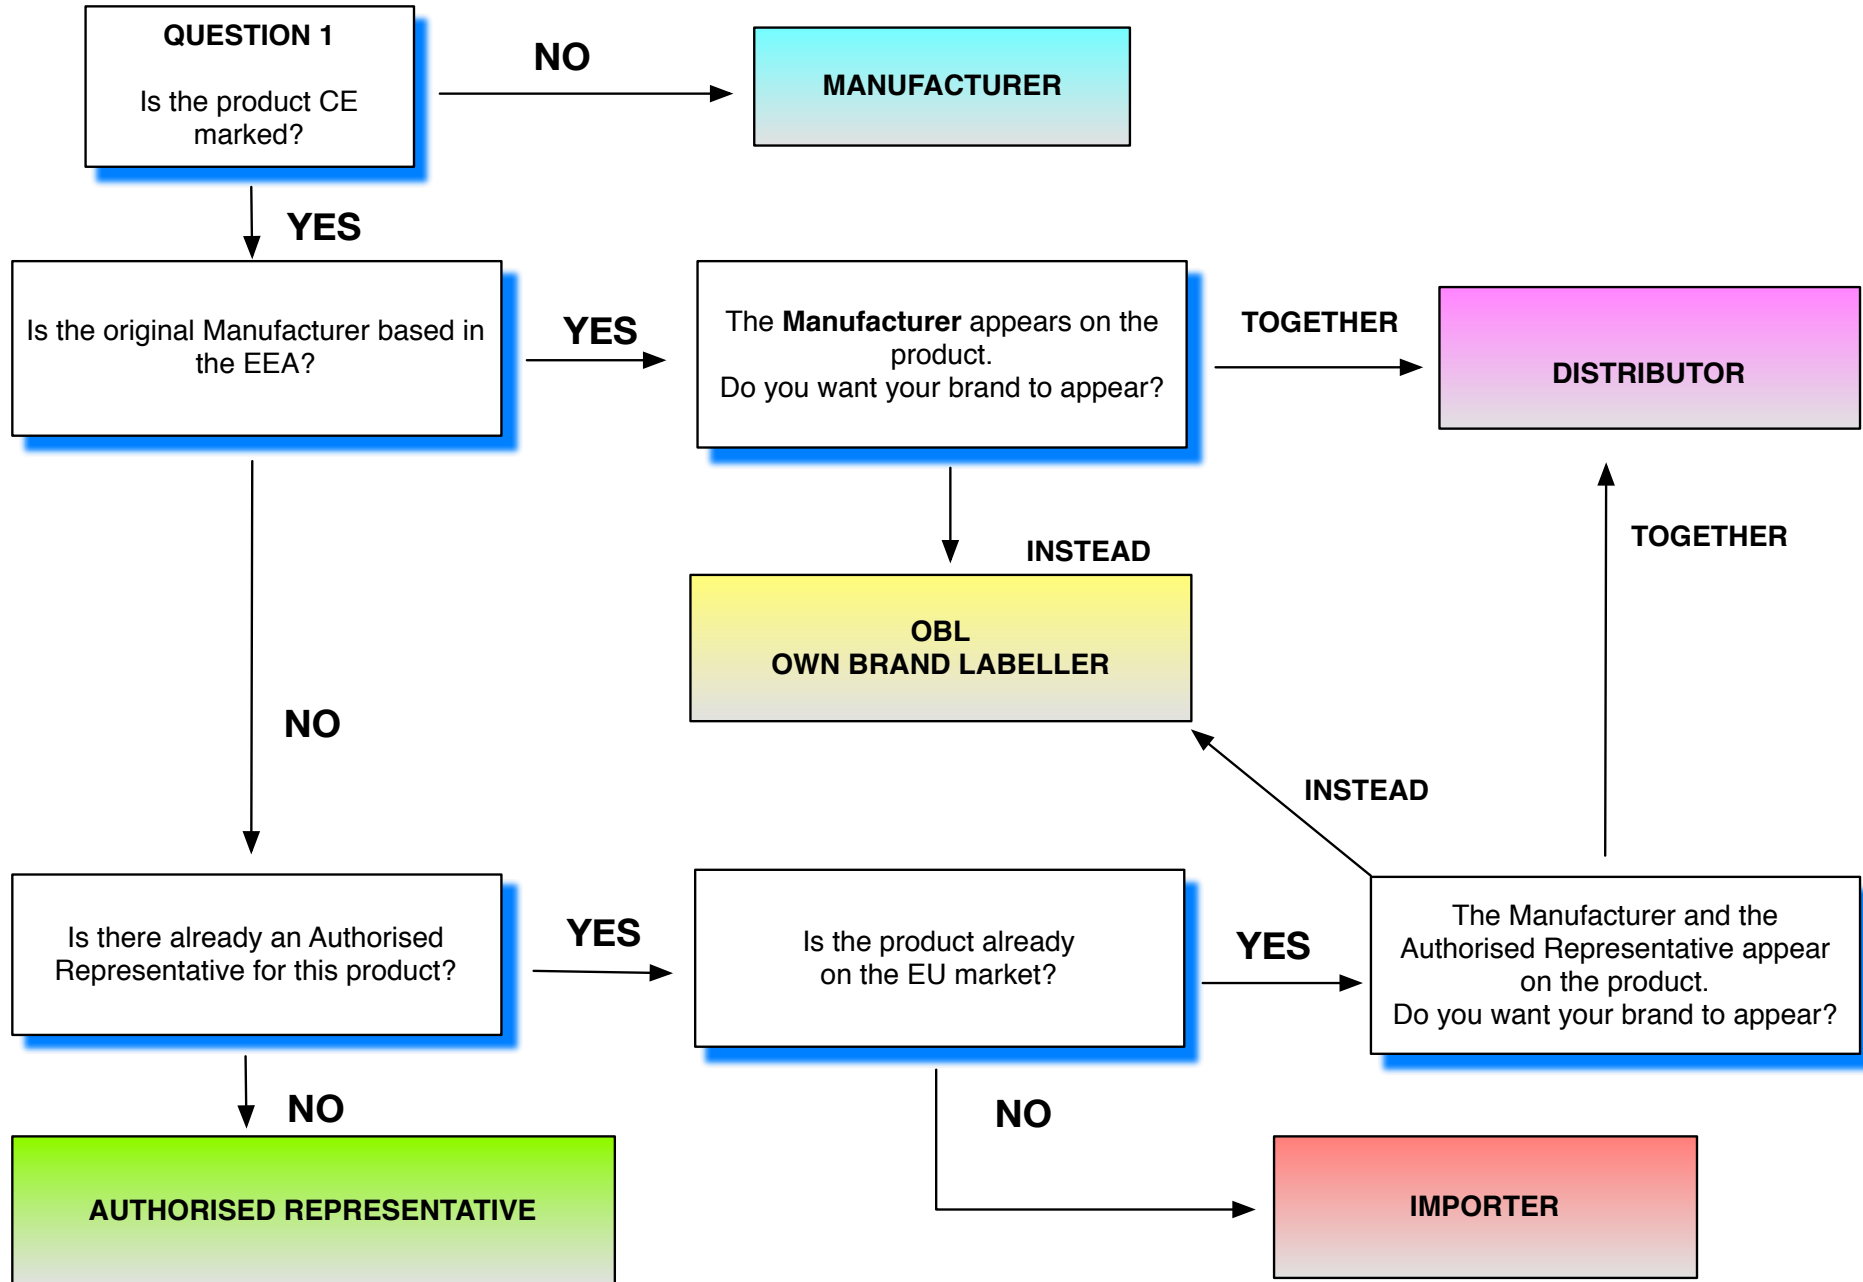 QUESTION 1
Is the product CE
marked?
NO
MANUFACTURER
YES
Is the original Manufacturer based in
the EEA?
YES
The Manufacturer appears on the
product.
Do you want your brand to appear?
TOGETHER
DISTRIBUTOR
INSTEAD
TOGETHER
OBL
OWN BRAND LABELLER
NO
INSTEAD
Is there already an Authorised
Representative for this product?
YES
Is the product already
on the EU market?
YES
The Manufacturer and the
Authorised Representative appear
on the product.
Do you want your brand to appear?
NO
AUTHORISED REPRESENTATIVE
NO
IMPORTER